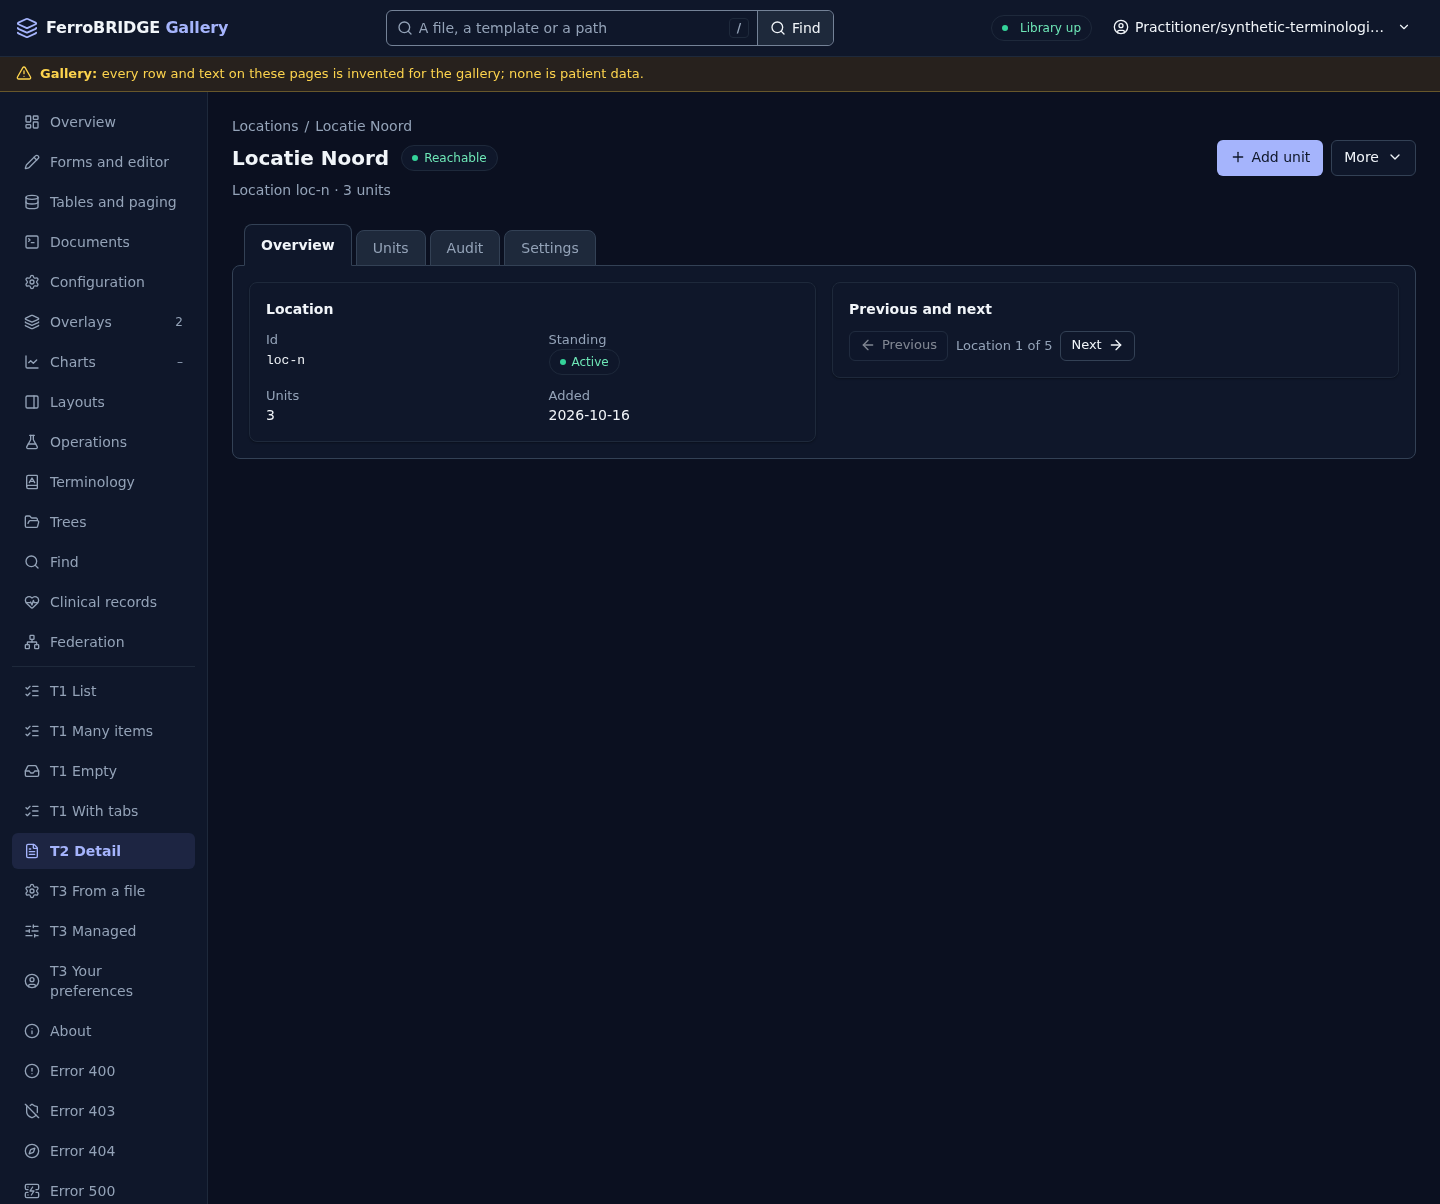 FerroBRIDGE Gallery
A file, a template or a path
/
Find
Library up
Practitioner/synthetic-terminologi…
Gallery: every row and text on these pages is invented for the gallery; none is patient data.
Overview
Forms and editor
Tables and paging
Documents
Configuration
Overlays 2
Charts –
Layouts
Operations
Terminology
Trees
Find
Clinical records
Federation
T1 List
T1 Many items
T1 Empty
T1 With tabs
T2 Detail
T3 From a file
T3 Managed
T3 Your
preferences
About
Error 400
Error 403
Error 404
Error 500
Locations / Locatie Noord
Locatie Noord
Reachable
Location loc-n · 3 units
Add unit
More
Overview
Units
Audit
Settings
Location
Id
loc-n
Standing
Active
Units
3
Added
2026-10-16
Previous and next
Previous
Location 1 of 5
Next